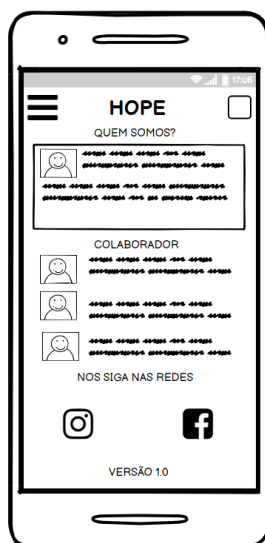 17:06
HOPE
QUEM SOMOS?
COLABORADOR
NOS SIGA NAS REDES
VERSÃO 1.0